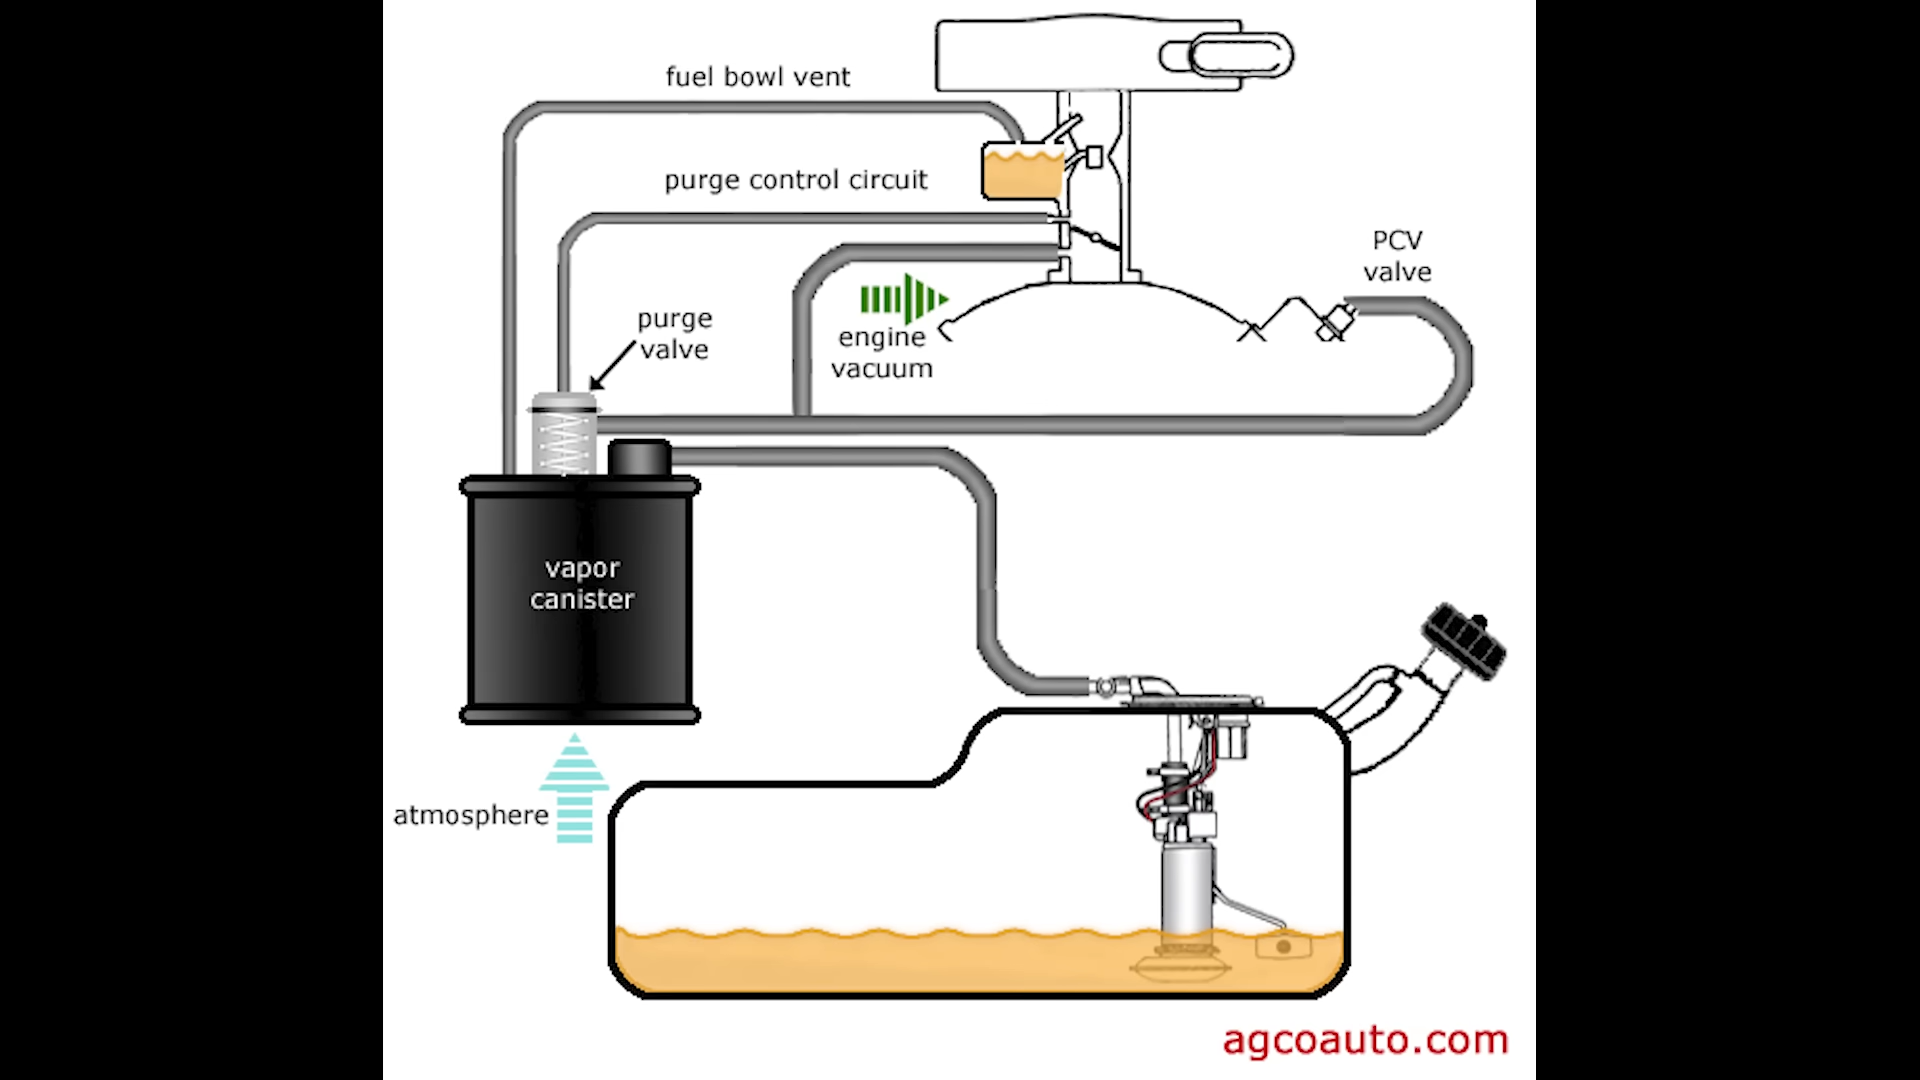 fuel bowl vent
purge control circuit
PCV
valve
purge
valve
engine
vacuum
vapor
canister
atmosphere
agcoauto.com